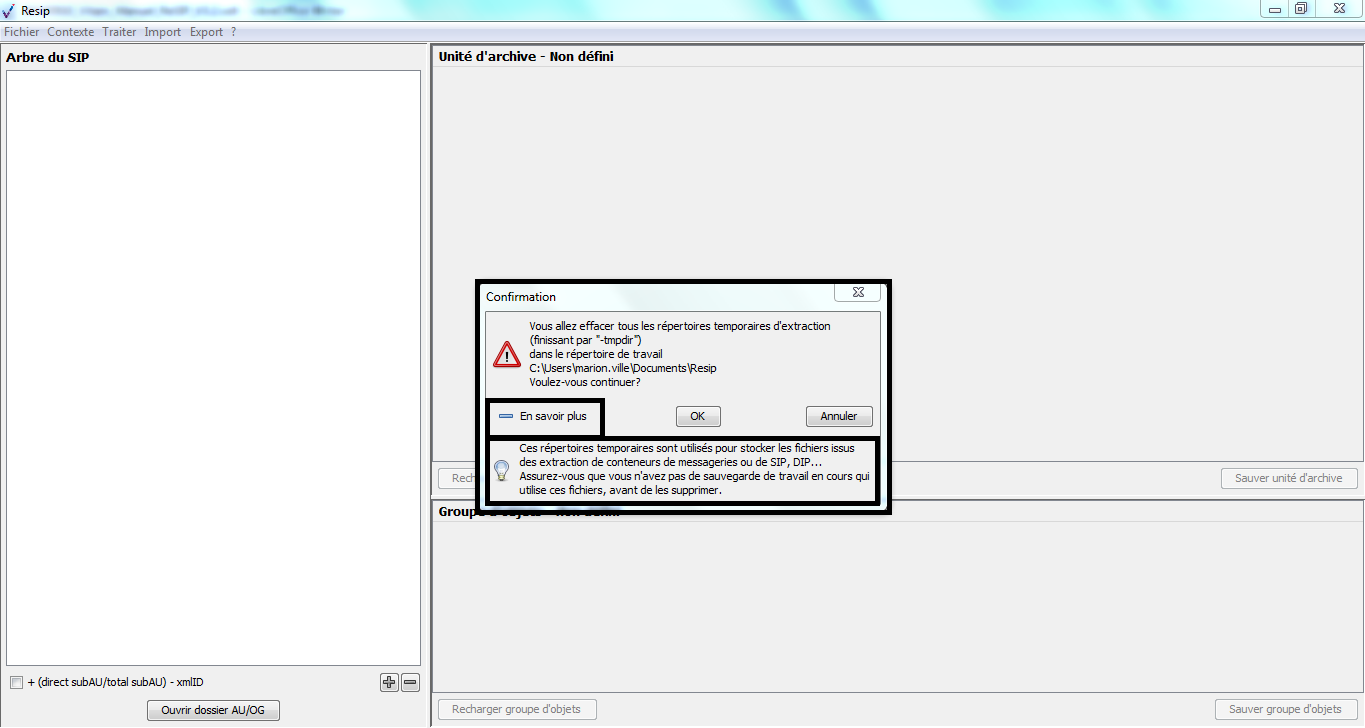 Resip
Fichier Contexte Traiter Import Export ?
Arbre du SIP
Unité d'archive - Non défini
Confirmation
Vous allez effacer tous les répertoires temporaires d'extraction
(finissant par "-tmpdir")
dans le répertoire de travail
C:\Users\marion.ville\Documents\Resip
Voulez-vous continuer?
En savoir plus
OK
Annuler
Ces répertoires temporaires sont utilisés pour stocker les fichiers issus
des extraction de conteneurs de messageries ou de SIP, DIP...
Assurez-vous que vous n'avez pas de sauvegarde de travail en cours qui
utilise ces fichiers, avant de les supprimer.
Rech
Sauver unité d'archive
Groupe d'objets - Non défini
+ (direct subAU/total subAU) - xmlID
Ouvrir dossier AU/OG
Recharger groupe d'objets
Sauver groupe d'objets